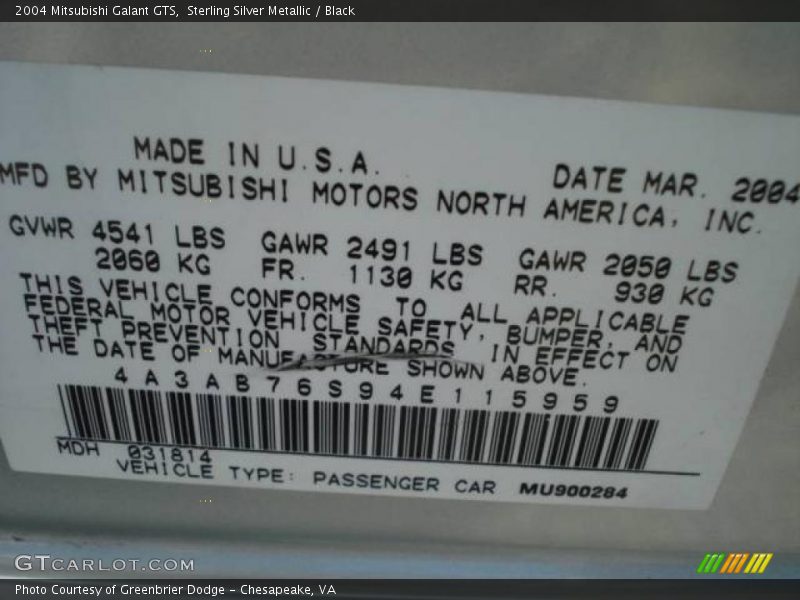 2004 Mitsubishi Galant GTS,  Sterling Silver Metallic / Black
MADE IN U.S.A.
DATE MAR. 2004
MFD BY MITSUBISHI MOTORS NORTH AMERICA, INC.
GVWR 4541 LBS GAWR 2491 LBS GAWR 2050 LBS
2060 KG FR. 1130 KG RR. 930 KG
THIS VEHICLE CONFORMS TO ALL APPLICABLE
FEDERAL MOTOR VEHICLE SAFETY, BUMPER, AND
THEFT PREVENTION STANDARDS IN EFFECT ON
THE DATE OF MANUFACTURE SHOWN ABOVE.
4A3AB76S94E115959
MDH 031814
VEHICLE TYPE: PASSENGER CAR MU900284
GTCARLOT.COM
Photo Courtesy of Greenbrier Dodge – Chesapeake, VA